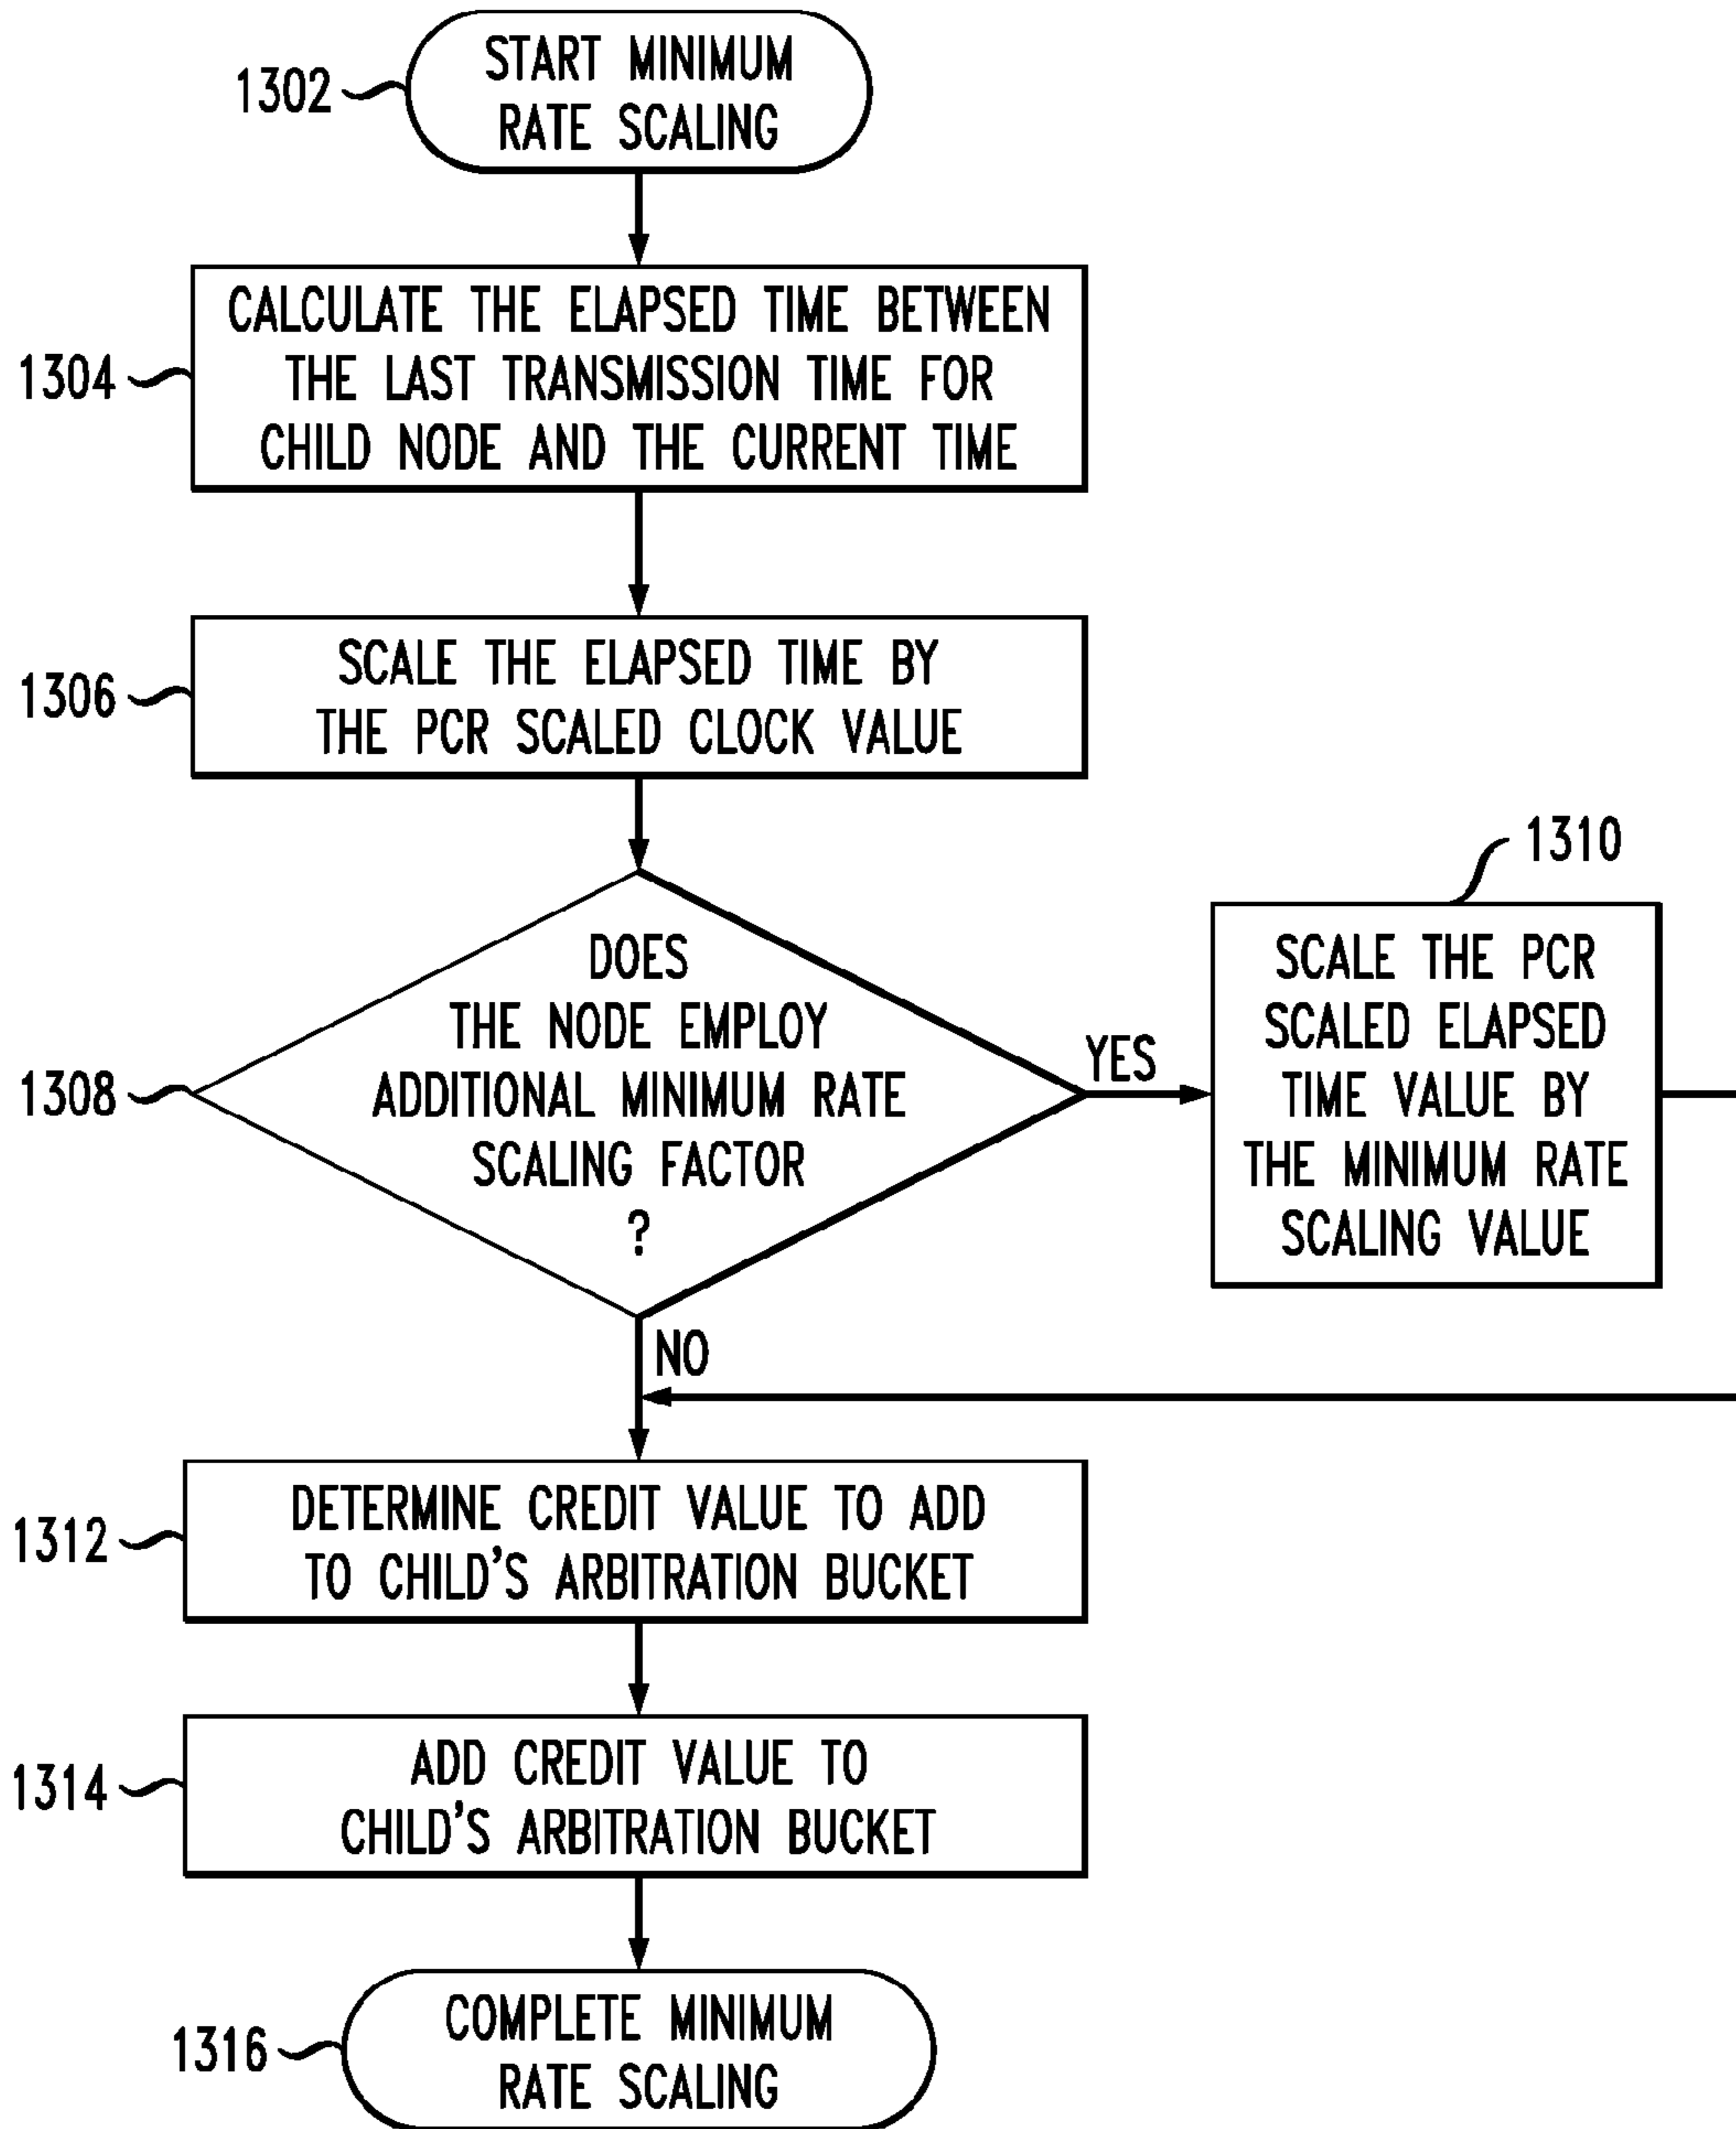 1302
START MINIMUM
RATE SCALING
1304
CALCULATE THE ELAPSED TIME BETWEEN
THE LAST TRANSMISSION TIME FOR
CHILD NODE AND THE CURRENT TIME
1306
SCALE THE ELAPSED TIME BY
THE PCR SCALED CLOCK VALUE
1308
DOES
THE NODE EMPLOY
ADDITIONAL MINIMUM RATE
SCALING FACTOR
?
YES
1310
SCALE THE PCR
SCALED ELAPSED
TIME VALUE BY
THE MINIMUM RATE
SCALING VALUE
NO
1312
DETERMINE CREDIT VALUE TO ADD
TO CHILD'S ARBITRATION BUCKET
1314
ADD CREDIT VALUE TO
CHILD'S ARBITRATION BUCKET
1316
COMPLETE MINIMUM
RATE SCALING